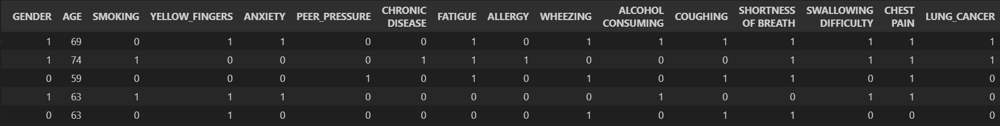 GENDER AGE SMOKING YELLOW_FINGERS ANXIETY PEER_PRESSURE CHRONIC DISEASE FATIGUE ALLERGY WHEEZING ALCOHOL CONSUMING COUGHING SHORTNESS OF BREATH SWALLOWING DIFFICULTY CHEST PAIN LUNG_CANCER
1 69 0 1 1 0 0 1 0 1 1 1 1 1 1 1
1 74 1 0 0 0 1 1 1 0 0 0 1 1 1 1
0 59 0 0 0 1 0 1 0 1 0 1 1 0 1 0
1 63 1 1 1 0 0 0 0 0 1 0 0 1 1 0
0 63 0 1 0 0 0 0 0 1 0 1 1 0 0 0